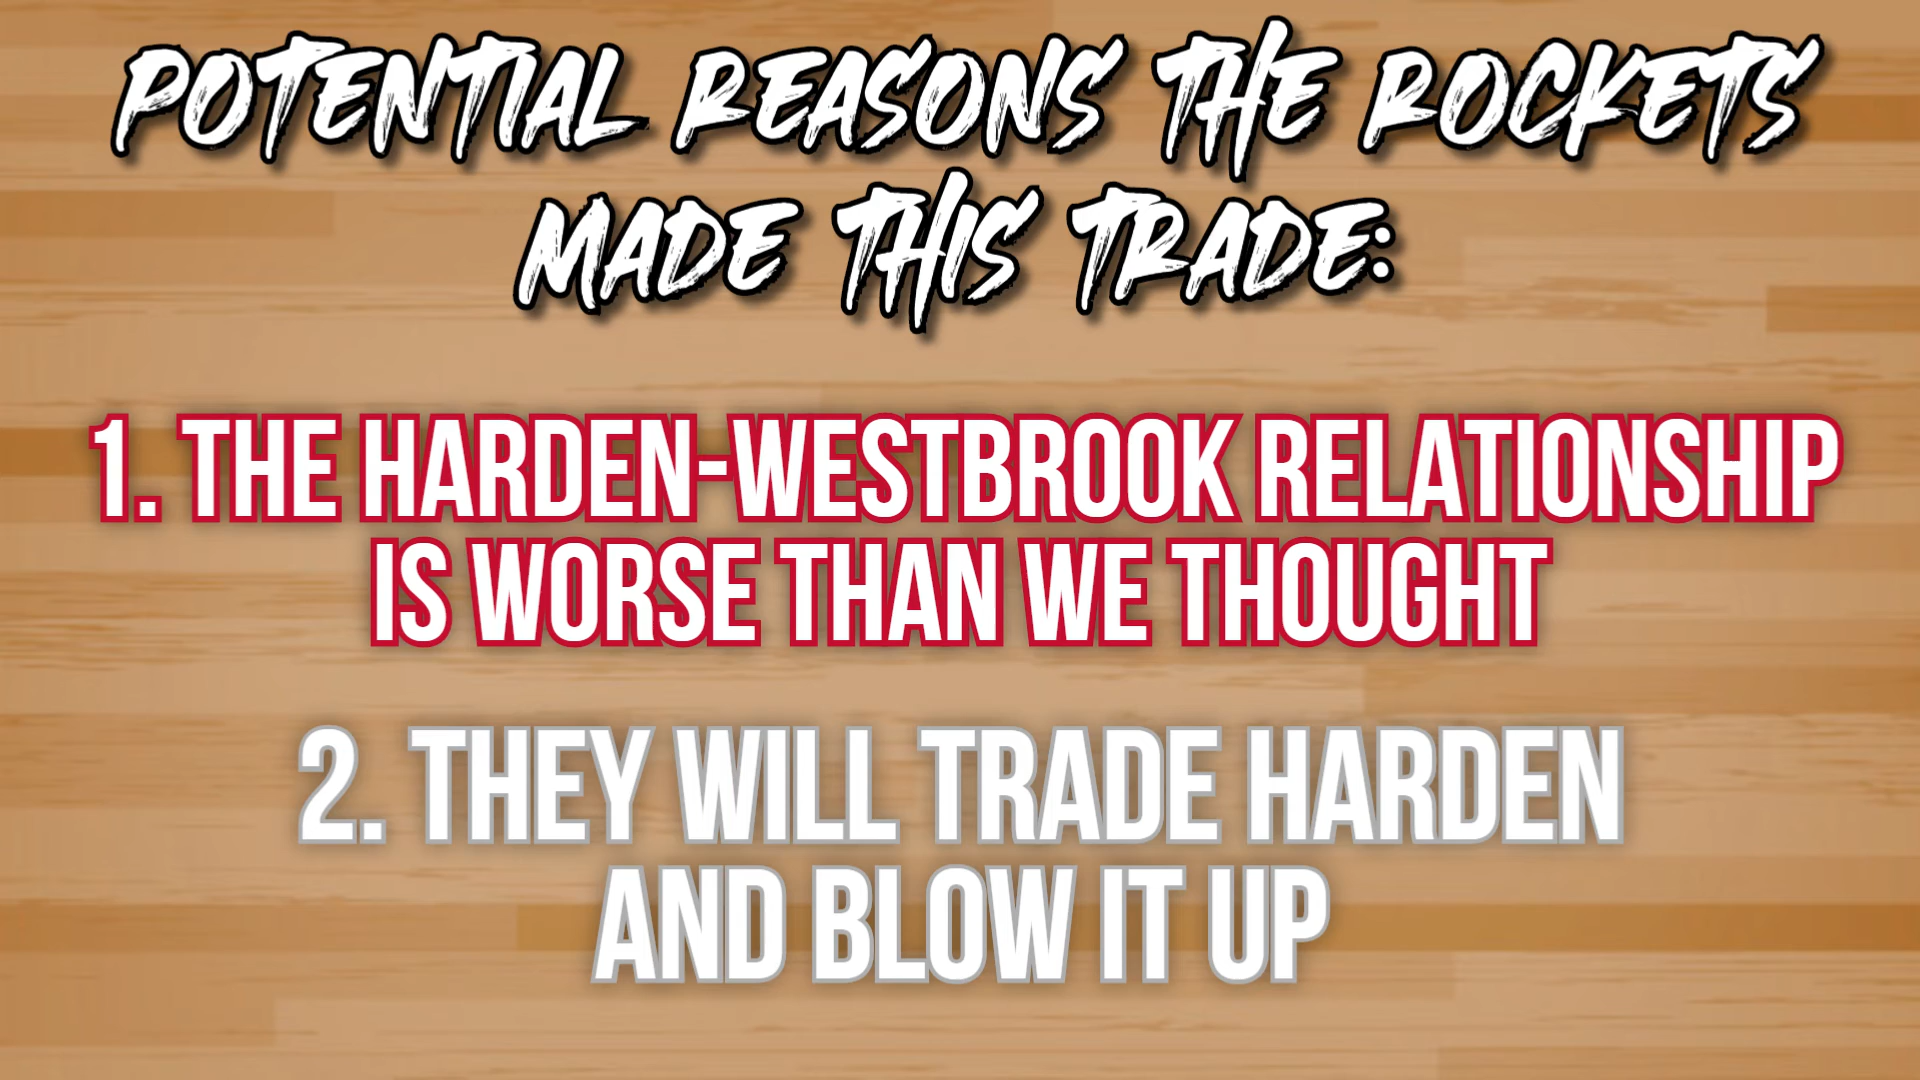 POTENTIAL REASONS THE ROCKETS
MADE THIS TRADE:
1. THE HARDEN-WESTBROOK RELATIONSHIP
IS WORSE THAN WE THOUGHT
2. THEY WILL TRADE HARDEN
AND BLOW IT UP